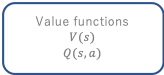 Value functions
𝑉(𝑠)
𝑄(𝑠, 𝑎)